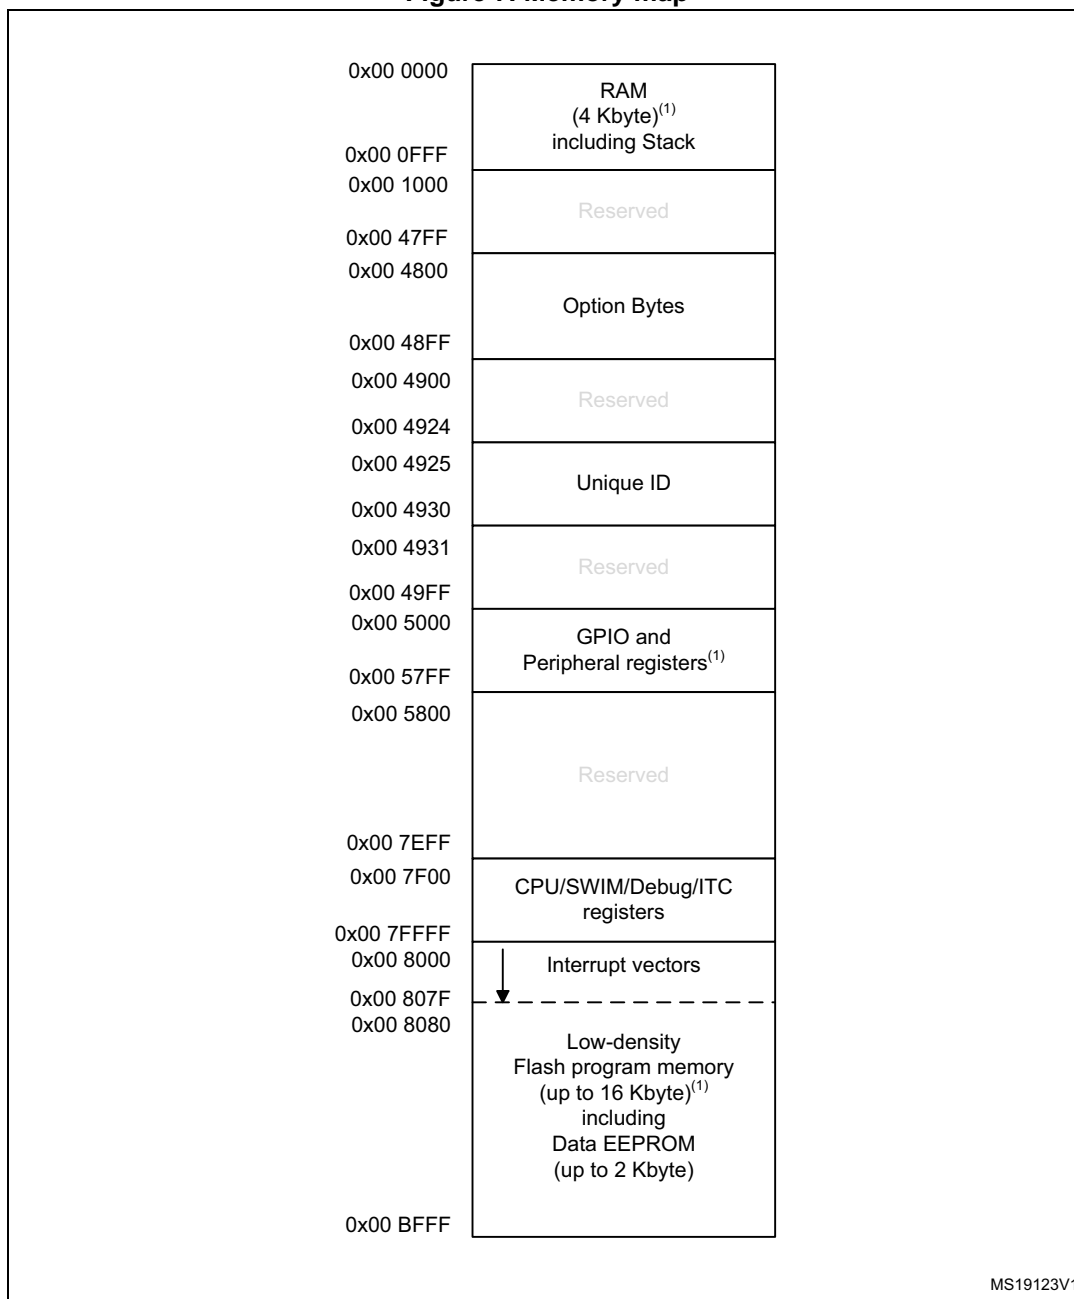 0x00 0000
RAM
(4 Kbyte)(1)
including Stack
0x00 0FFF
0x00 1000
Reserved
0x00 47FF
0x00 4800
Option Bytes
0x00 48FF
0x00 4900
Reserved
0x00 4924
0x00 4925
Unique ID
0x00 4930
0x00 4931
Reserved
0x00 49FF
0x00 5000
GPIO and
Peripheral registers(1)
0x00 57FF
0x00 5800
Reserved
0x00 7EFF
0x00 7F00
CPU/SWIM/Debug/ITC
registers
0x00 7FFFF
0x00 8000
Interrupt vectors
0x00 807F
0x00 8080
Low-density
Flash program memory
(up to 16 Kbyte)(1)
including
Data EEPROM
(up to 2 Kbyte)
0x00 BFFF
MS19123V1